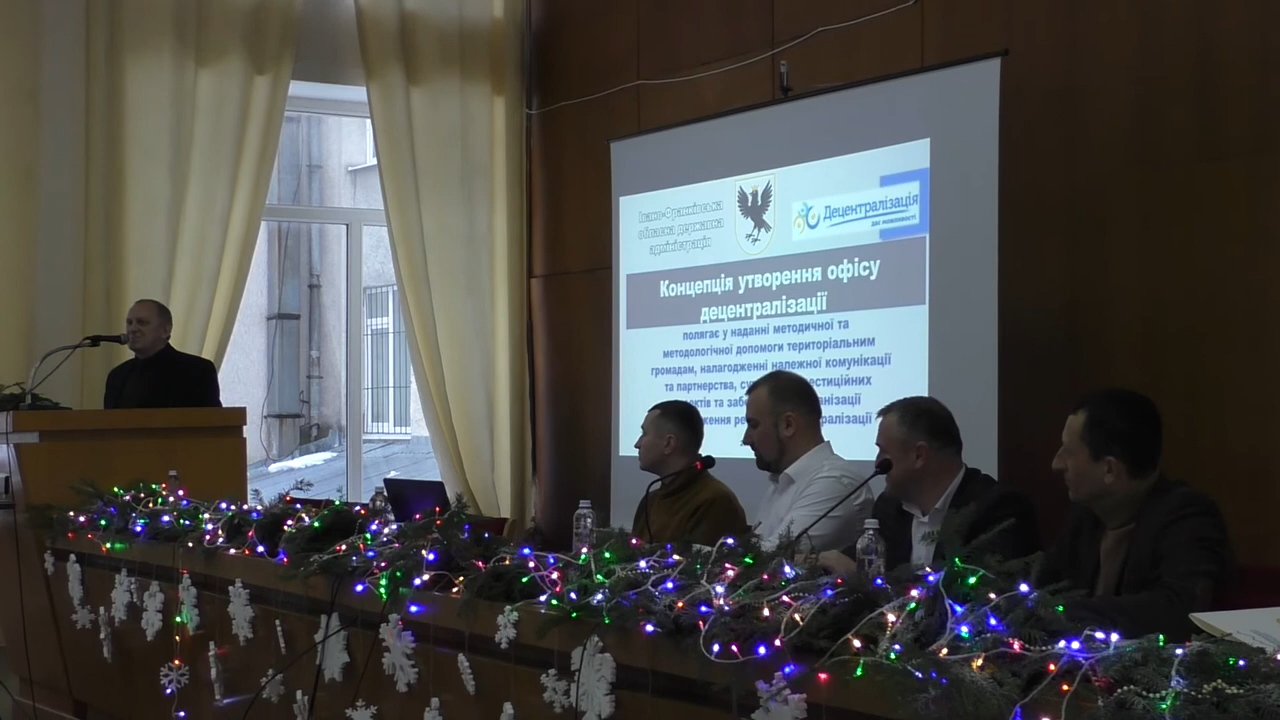 Івано-Франківська
обласна державна
адміністрація
Децентралізація
дає можливості
Концепція утворення офісу
децентралізації
полягає у наданні методичної та
методологічної допомоги територіальним
громадам, налагодженні належної комунікації
та партнерства,
та